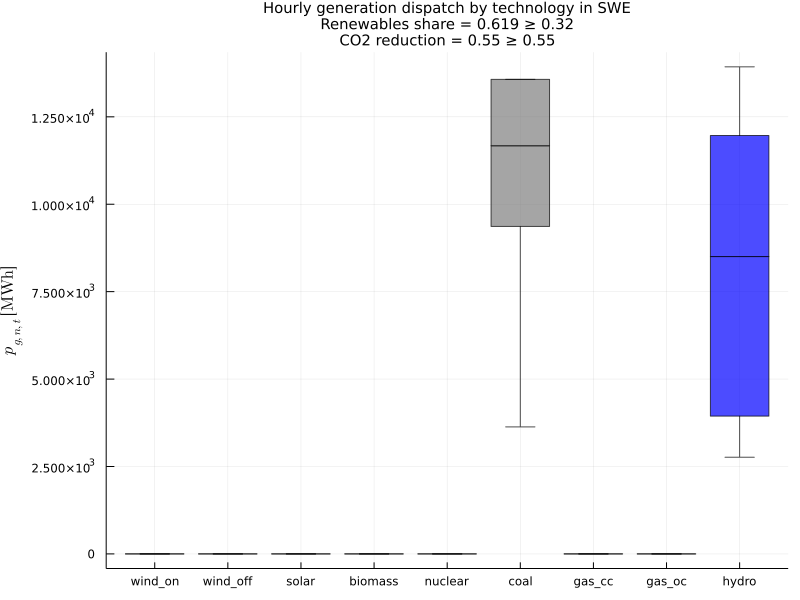 Hourly generation dispatch by technology in SWE
Renewables share = 0.619 ≥ 0.32
CO2 reduction = 0.55 ≥ 0.55
p_{g,n,t} [MWh]
1.250×10⁴
1.000×10⁴
7.500×10³
5.000×10³
2.500×10³
0
wind_on wind_off solar biomass nuclear coal gas_cc gas_oc hydro